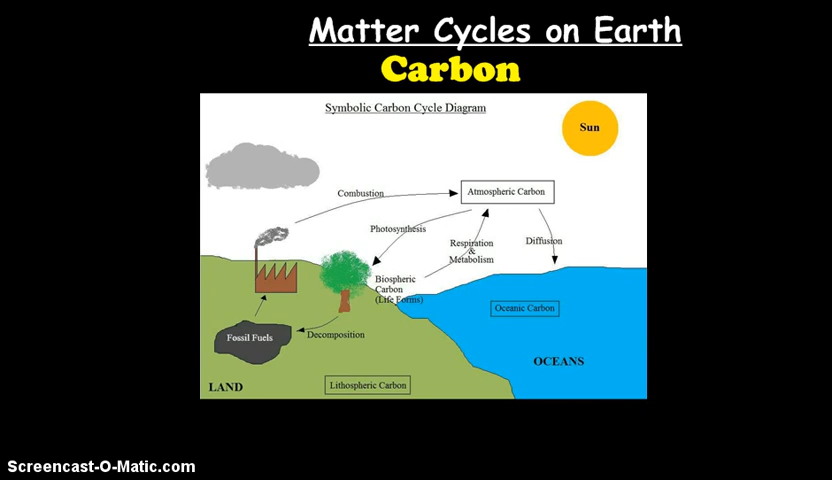 Matter Cycles on Earth
Carbon
Symbolic Carbon Cycle Diagram
Sun
Combustion
Atmospheric Carbon
Photosynthesis
Respiration
&
Metabolism
Diffusion
Biospheric
Carbon
(Life Forms)
Oceanic Carbon
Fossil Fuels
Decomposition
OCEANS
LAND
Lithospheric Carbon
Screencast-O-Matic.com